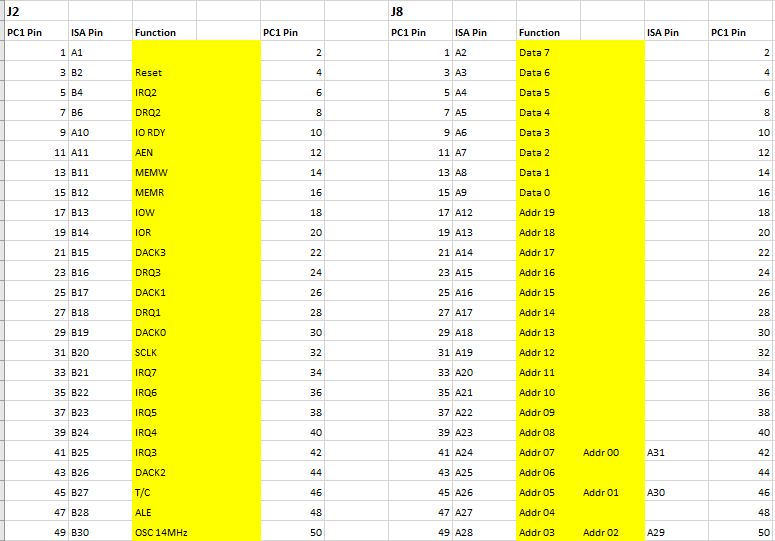 J2 J8
PC1 Pin ISA Pin Function PC1 Pin PC1 Pin ISA Pin Function ISA Pin PC1 Pin
1 A1 2 1 A2 Data 7 2
3 B2 Reset 4 3 A3 Data 6 4
5 B4 IRQ2 6 5 A4 Data 5 6
7 B6 DRQ2 8 7 A5 Data 4 8
9 A10 IO RDY 10 9 A6 Data 3 10
11 A11 AEN 12 11 A7 Data 2 12
13 B11 MEMW 14 13 A8 Data 1 14
15 B12 MEMR 16 15 A9 Data 0 16
17 B13 IOW 18 17 A12 Addr 19 18
19 B14 IOR 20 19 A13 Addr 18 20
21 B15 DACK3 22 21 A14 Addr 17 22
23 B16 DRQ3 24 23 A15 Addr 16 24
25 B17 DACK1 26 25 A16 Addr 15 26
27 B18 DRQ1 28 27 A17 Addr 14 28
29 B19 DACK0 30 29 A18 Addr 13 30
31 B20 SCLK 32 31 A19 Addr 12 32
33 B21 IRQ7 34 33 A20 Addr 11 34
35 B22 IRQ6 36 35 A21 Addr 10 36
37 B23 IRQ5 38 37 A22 Addr 09 38
39 B24 IRQ4 40 39 A23 Addr 08 40
41 B25 IRQ3 42 41 A24 Addr 07 Addr 00 A31 42
43 B26 DACK2 44 43 A25 Addr 06 44
45 B27 T/C 46 45 A26 Addr 05 Addr 01 A30 46
47 B28 ALE 48 47 A27 Addr 04 48
49 B30 OSC 14MHz 50 49 A28 Addr 03 Addr 02 A29 50